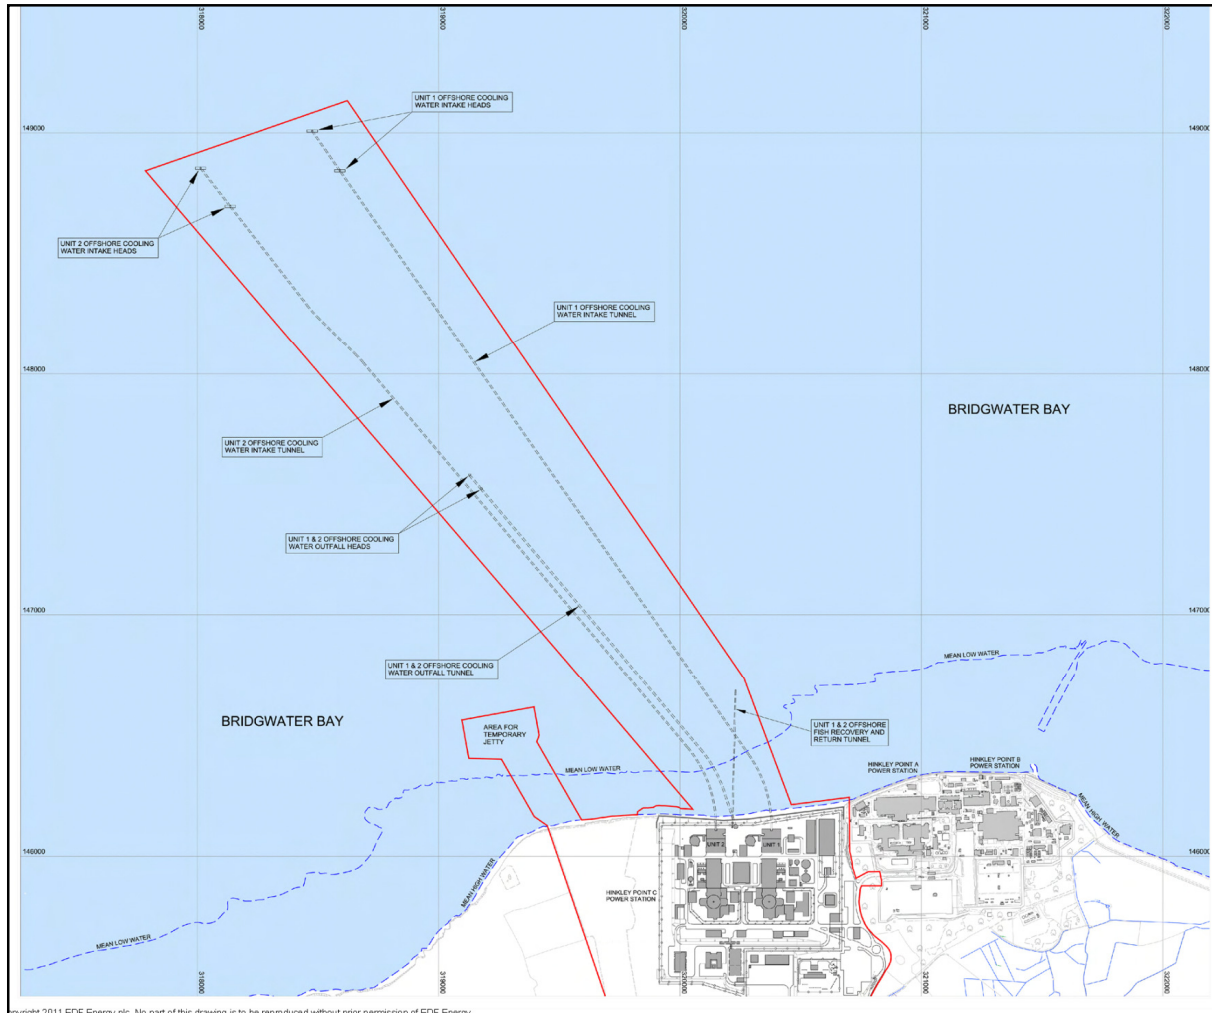 318000
319000
320000
321000
322000
UNIT 1 OFFSHORE COOLING
WATER INTAKE HEADS
149000
149000
UNIT 2 OFFSHORE COOLING
WATER INTAKE HEADS
UNIT 1 OFFSHORE COOLING
WATER INTAKE TUNNEL
148000
148000
BRIDGWATER BAY
UNIT 2 OFFSHORE COOLING
WATER INTAKE TUNNEL
UNIT 1 & 2 OFFSHORE COOLING
WATER OUTFALL HEADS
147000
147000
UNIT 1 & 2 OFFSHORE COOLING
WATER OUTFALL TUNNEL
MEAN LOW WATER
BRIDGWATER BAY
AREA FOR
TEMPORARY
JETTY
UNIT 1 & 2 OFFSHORE
FISH RECOVERY AND
RETURN TUNNEL
MEAN LOW WATER
HINKLEY POINT A
POWER STATION
HINKLEY POINT B
POWER STATION
MEAN HIGH WATER
UNIT 2
UNIT 1
146000
146000
HINKLEY POINT C
POWER STATION
MEAN HIGH WATER
MEAN LOW WATER
318000
319000
320000
321000
322000
opyright 2011 EDF Energy plc. No part of this drawing is to be reproduced without prior permission of EDF Energy